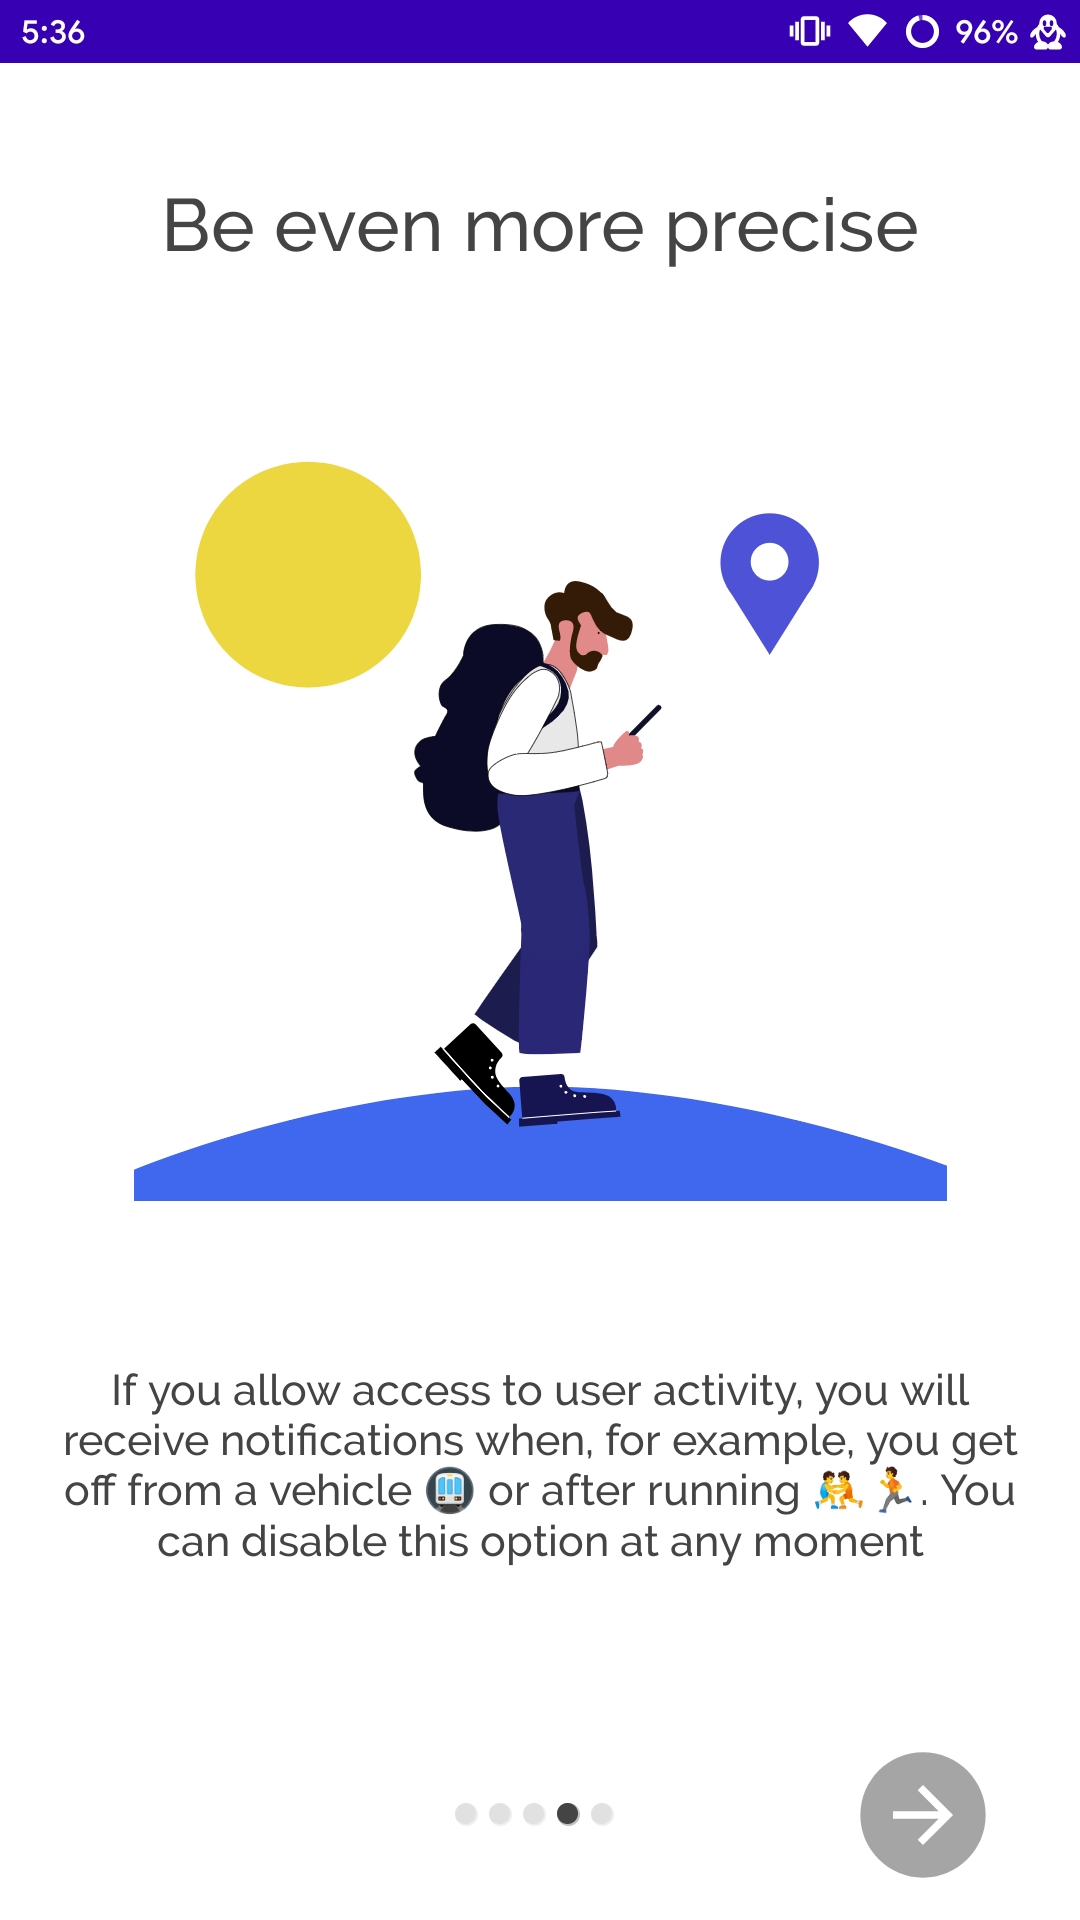 5:36
96%
Be even more precise
If you allow access to user activity, you will
receive notifications when, for example, you get
off from a vehicle 🚇 or after running 🤼🏃. You
can disable this option at any moment